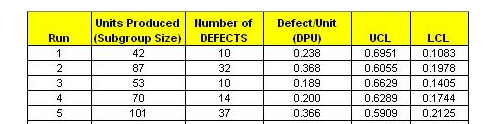 Run Units Produced (Subgroup Size) Number of DEFECTS Defect/Unit (DPU) UCL LCL
1 42 10 0.238 0.6951 0.1083
2 87 32 0.368 0.6055 0.1978
3 53 10 0.189 0.6629 0.1405
4 70 14 0.200 0.6289 0.1744
5 101 37 0.366 0.5909 0.2125